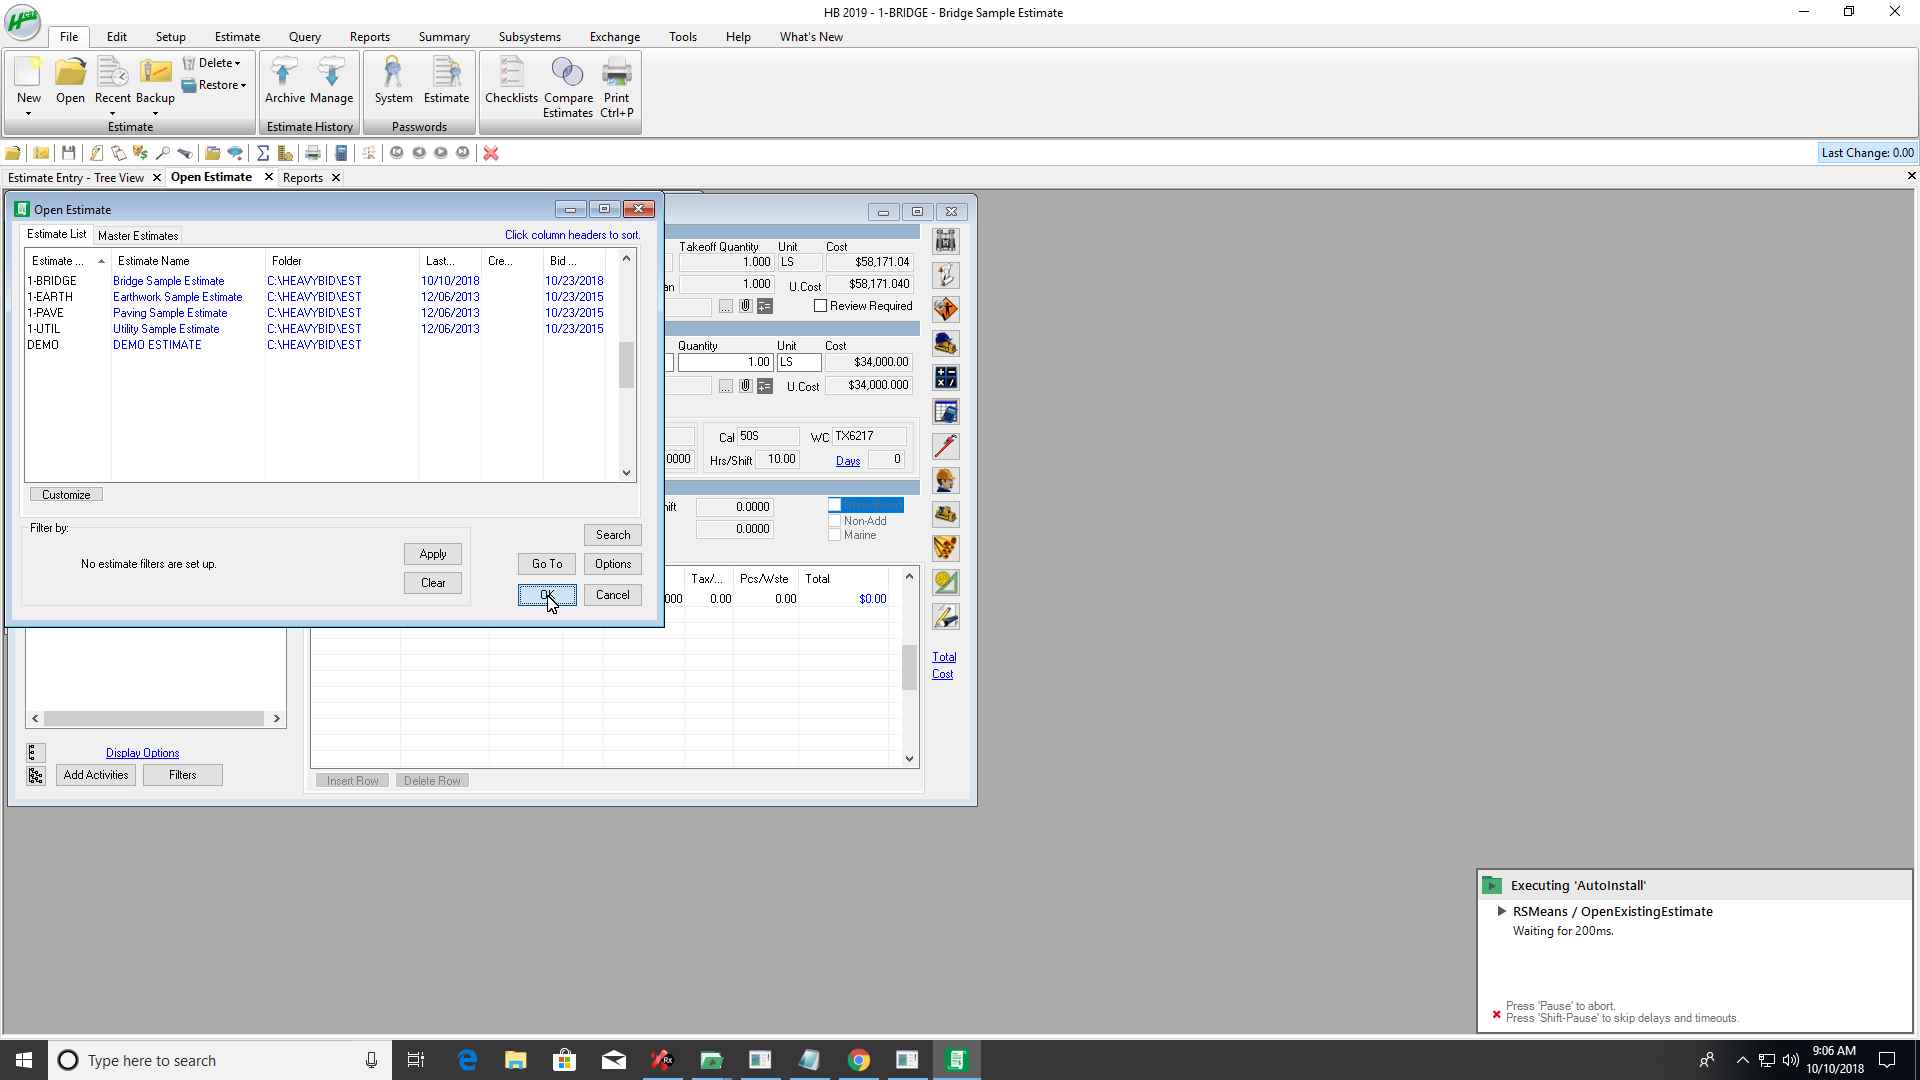 HB 2019 - 1-BRIDGE - Bridge Sample Estimate
File Edit Setup Estimate Query Reports Summary Subsystems Exchange Tools Help What's New
New Open Recent Backup Delete Restore
Archive Manage
System Estimate
Checklists Compare Estimates Print Ctrl+P
Estimate Estimate History Passwords
Last Change: 0.00
Estimate Entry - Tree View Open Estimate Reports
Open Estimate
Estimate List Master Estimates Click column headers to sort.
Estimate ... Estimate Name Folder Last... Cre... Bid ...
1-BRIDGE Bridge Sample Estimate C:\HEAVYBID\EST 10/10/2018 10/23/2018
1-EARTH Earthwork Sample Estimate C:\HEAVYBID\EST 12/06/2013 10/23/2015
1-PAVE Paving Sample Estimate C:\HEAVYBID\EST 12/06/2013 10/23/2015
1-UTIL Utility Sample Estimate C:\HEAVYBID\EST 12/06/2013 10/23/2015
DEMO DEMO ESTIMATE C:\HEAVYBID\EST
Customize
Filter by:
No estimate filters are set up.
Apply
Clear
Search
Go To Options
OK Cancel
Takeoff Quantity Unit Cost
1.000 LS $58,171.04
an 1.000 U.Cost $58,171.040
... Review Required
Quantity Unit Cost
1.00 LS $34,000.00
... U.Cost $34,000.000
Cal 50S WC TX6217
0000 Hrs/Shift 10.00 Days 0
0.0000
0.0000
Non-Add
Marine
Tax/... Pcs/Wste Total
000 0.00 0.00 $0.00
Total
Cost
Display Options
Add Activities Filters
Insert Row Delete Row
Executing 'AutoInstall'
RSMeans / OpenExistingEstimate
Waiting for 200ms.
Press 'Pause' to abort.
Press 'Shift-Pause' to skip delays and timeouts.
Type here to search
9:06 AM
10/10/2018